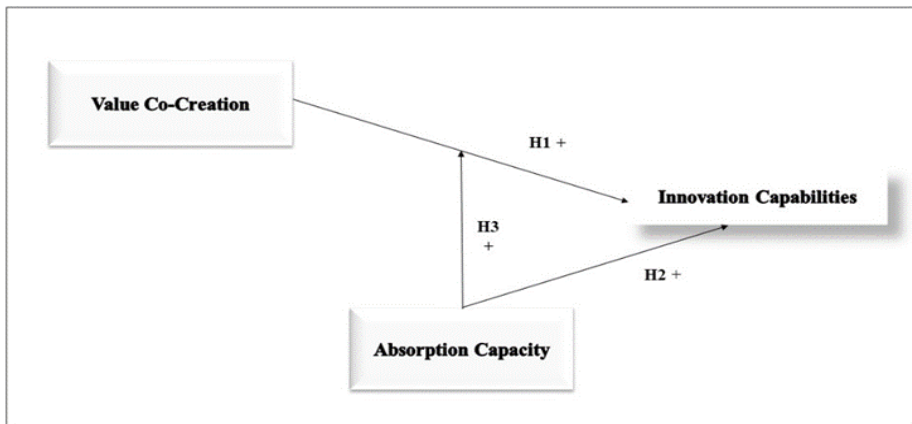 Value Co-Creation
H1 +
Innovation Capabilities
H3
+
H2 +
Absorption Capacity